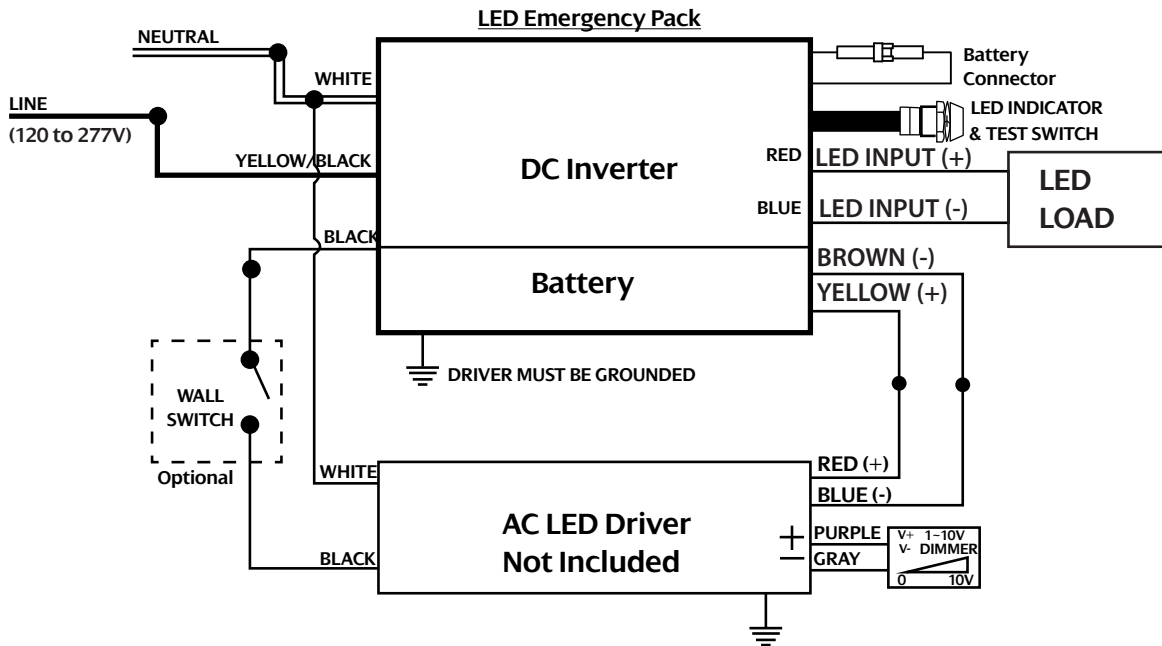 LED Emergency Pack
NEUTRAL
WHITE
LINE
(120 to 277V)
YELLOW/BLACK
BLACK
DC Inverter
Battery
Battery
Connector
LED INDICATOR
& TEST SWITCH
RED
LED INPUT (+)
BLUE
LED INPUT (-)
LED
LOAD
BROWN (-)
YELLOW (+)
DRIVER MUST BE GROUNDED
WALL
SWITCH
Optional
WHITE
BLACK
AC LED Driver
Not Included
RED (+)
BLUE (-)
+ PURPLE
− GRAY
V+ 1~10V
V- DIMMER
0 10V